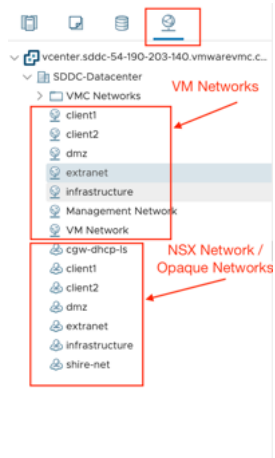 vcenter.sddc-54-190-203-140.vmwarevmc.c...
SDDC-Datacenter
VM Networks
VMC Networks
client1
client2
dmz
extranet
infrastructure
Management Network
VM Network
cgw-dhcp-ls
NSX Network /
Opaque Networks
client1
client2
dmz
extranet
infrastructure
shire-net